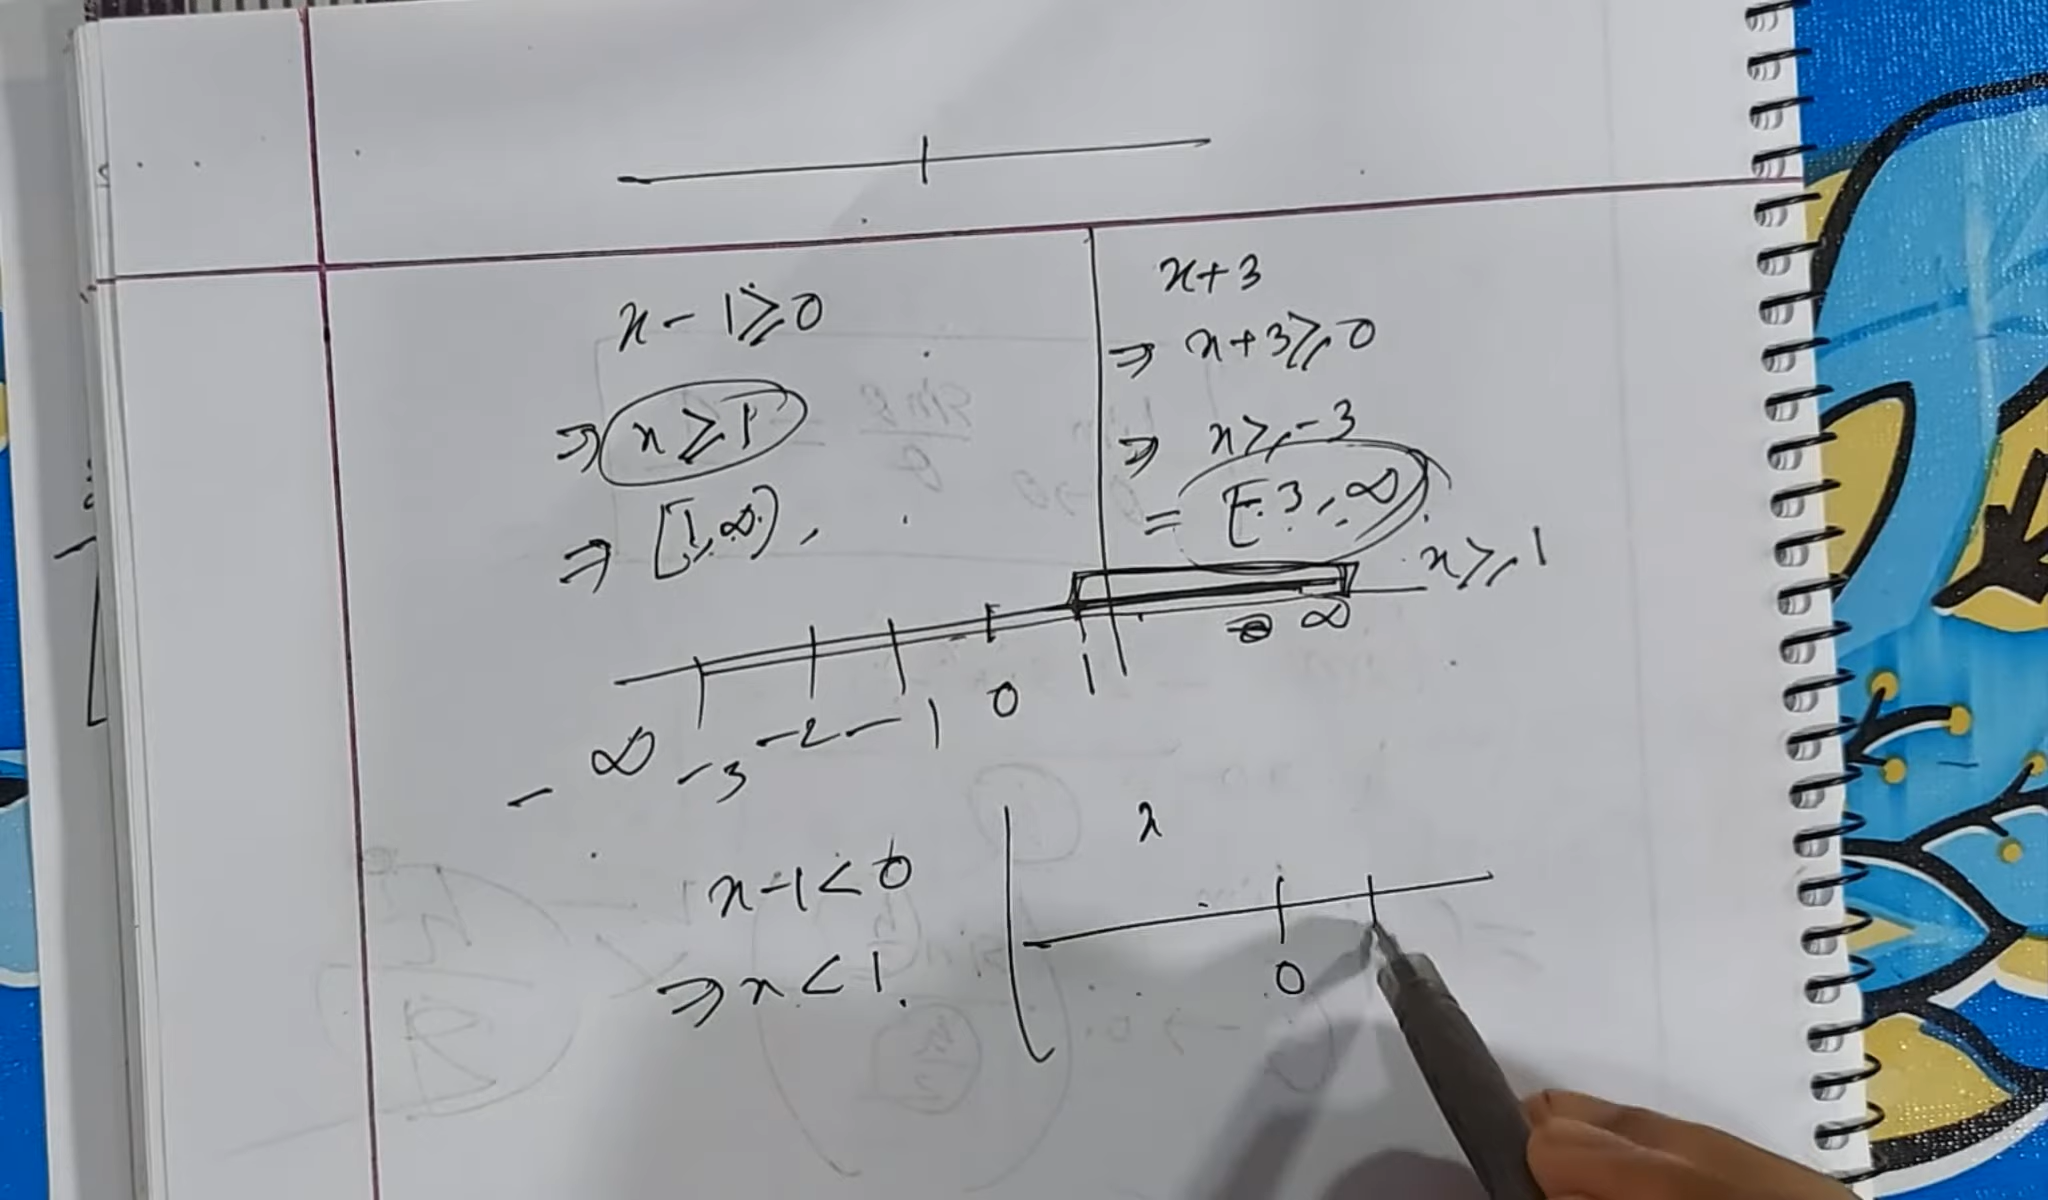 x - 1 ≥ 0
⇒ x ≥ 1
⇒ [1, ∞)
x + 3
⇒ x + 3 ≥ 0
⇒ x ≥ -3
= [-3, ∞)
x ≥ 1
-∞ -3 -2 -1 0 1 ∞
x - 1 < 0
⇒ x < 1
x
0